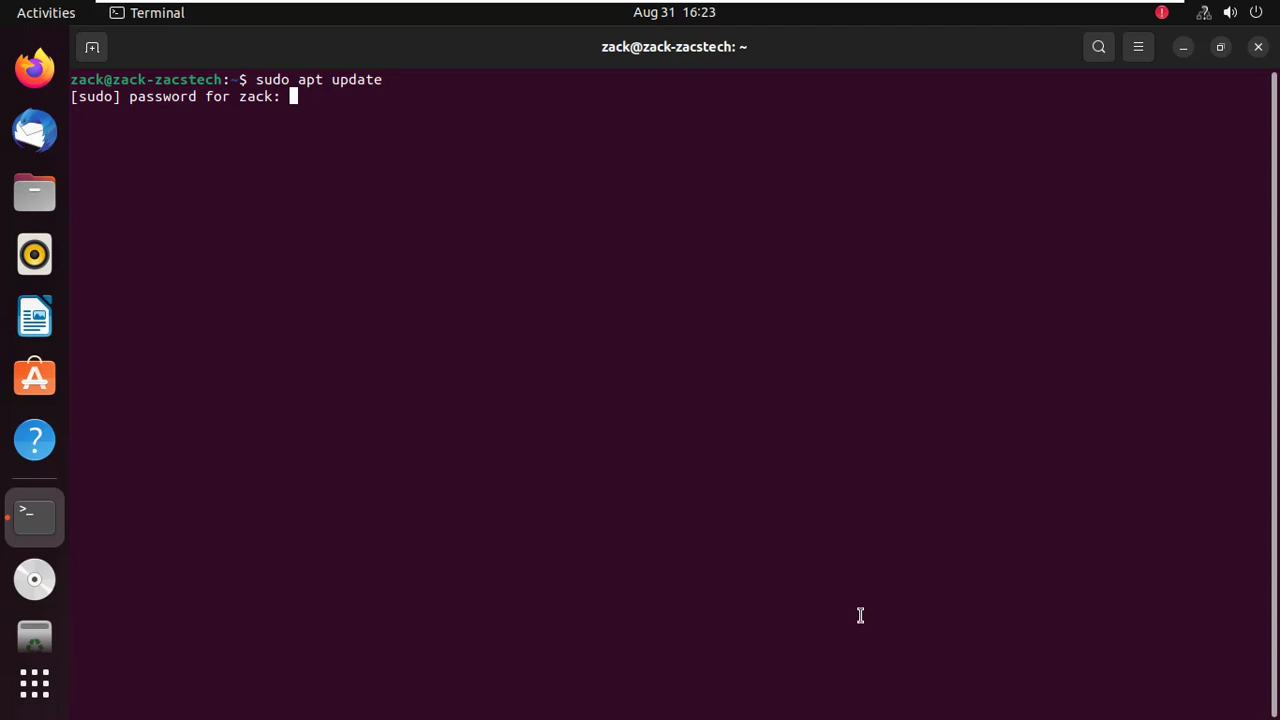 Activities
Terminal
Aug 31 16:23
zack@zack-zacstech: ~
zack@zack-zacstech:~$ sudo apt update
[sudo] password for zack: